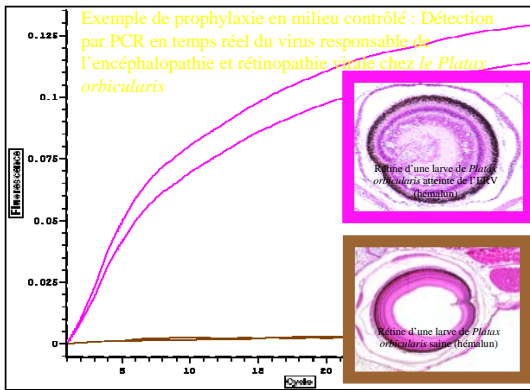 Exemple de prophylaxie en milieu contrôlé : Détection
par PCR en temps réel du virus responsable de
l'encéphalopathie et rétinopathie virale chez le Platax
orbicularis
0.125
0.1
0.075
0.05
0.025
0
Fluorescence
5
10
15
20
Cycle
Rétine d'une larve de Platax
orbicularis atteinte de l'ERV
(hémalun)
Rétine d'une larve de Platax
orbicularis saine (hémalun)